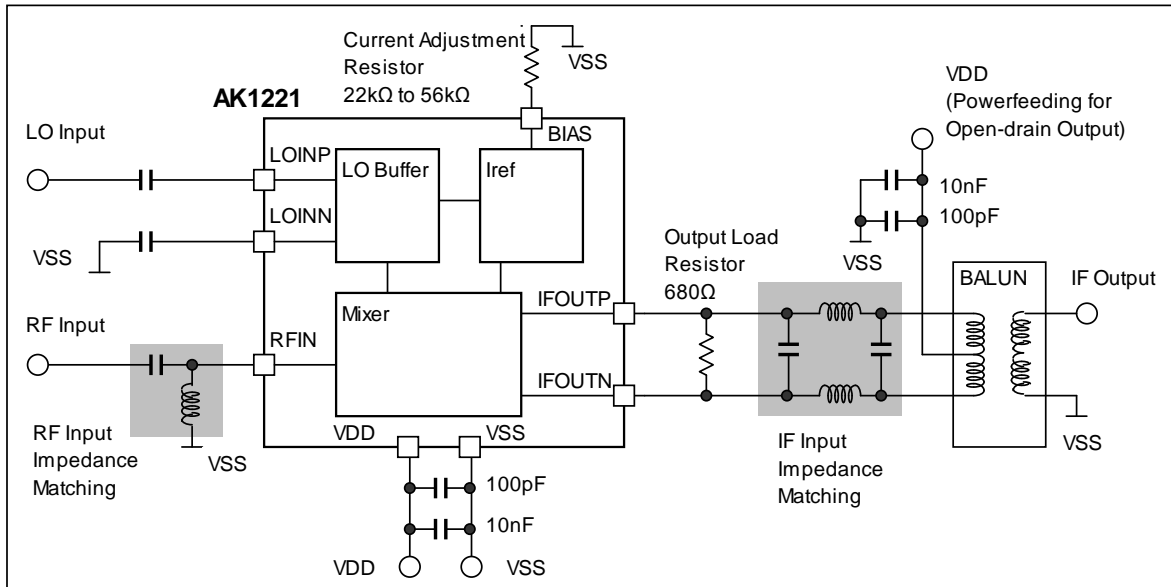 Current Adjustment
Resistor
22kΩ to 56kΩ
VSS
VDD
(Powerfeeding for
Open-drain Output)
AK1221
LO Input
BIAS
LOINP
LO Buffer
Iref
10nF
100pF
LOINN
VSS
Output Load
Resistor
680Ω
VSS
BALUN
IF Output
IFOUTP
Mixer
RF Input
RFIN
IFOUTN
VDD
VSS
RF Input
Impedance
Matching
VSS
IF Input
Impedance
Matching
VSS
100pF
10nF
VDD
VSS